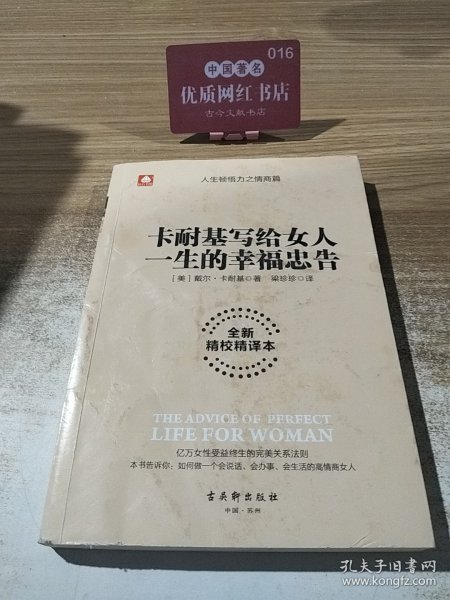 016
中国著名
优质网红书店
古今文献书店
人生顿悟力之情商篇
卡耐基写给女人
一生的幸福忠告
［美］戴尔·卡耐基◎著 梁珍珍◎译
全新
精校精译本
THE ADVICE OF PERFECT
LIFE FOR WOMAN
亿万女性受益终生的完美关系法则
本书告诉你：如何做一个会说话、会办事、会生活的高情商女人
古吴轩出版社
中国·苏州
孔夫子旧书网
www.kongfz.com